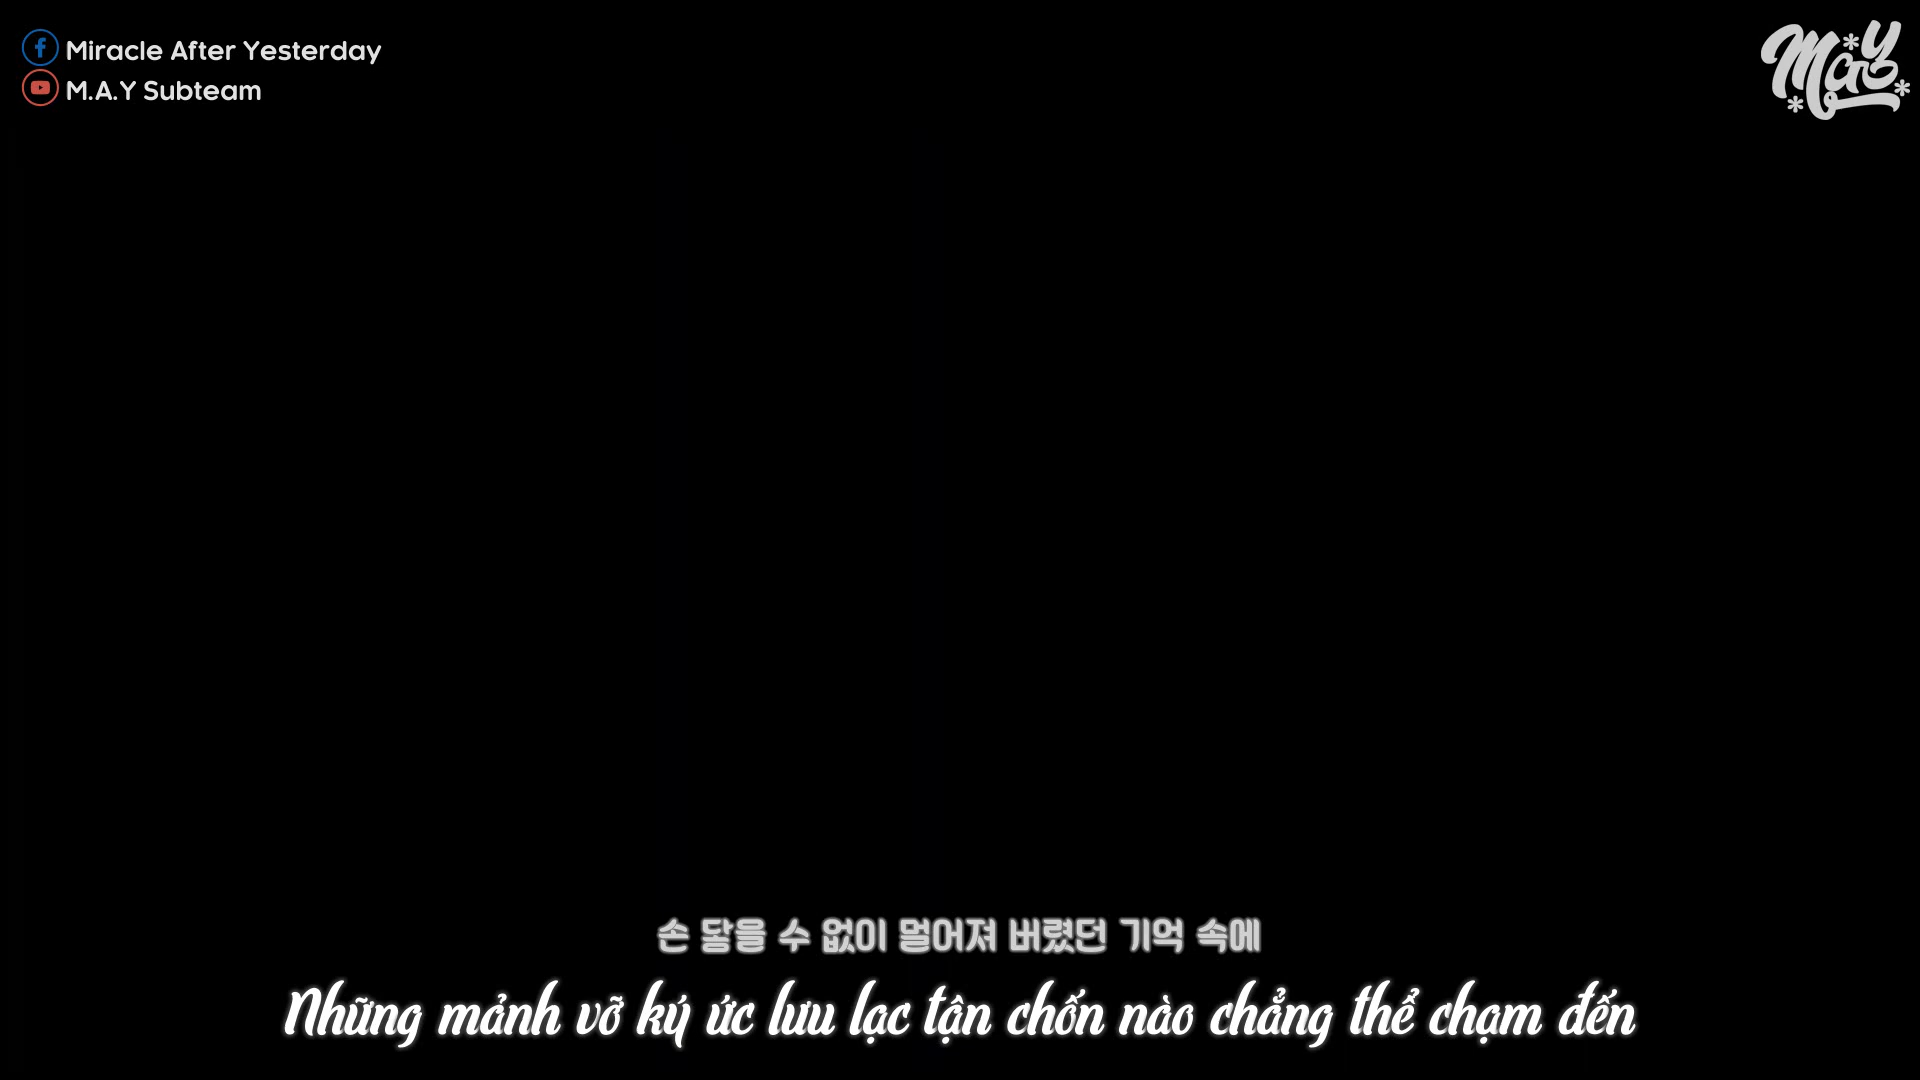 Miracle After Yesterday
M.A.Y Subteam
May
손 닿을 수 없이 멀어져 버렸던 기억 속에
Những mảnh vỡ ký ức lưu lạc tận chốn nào chẳng thể chạm đến